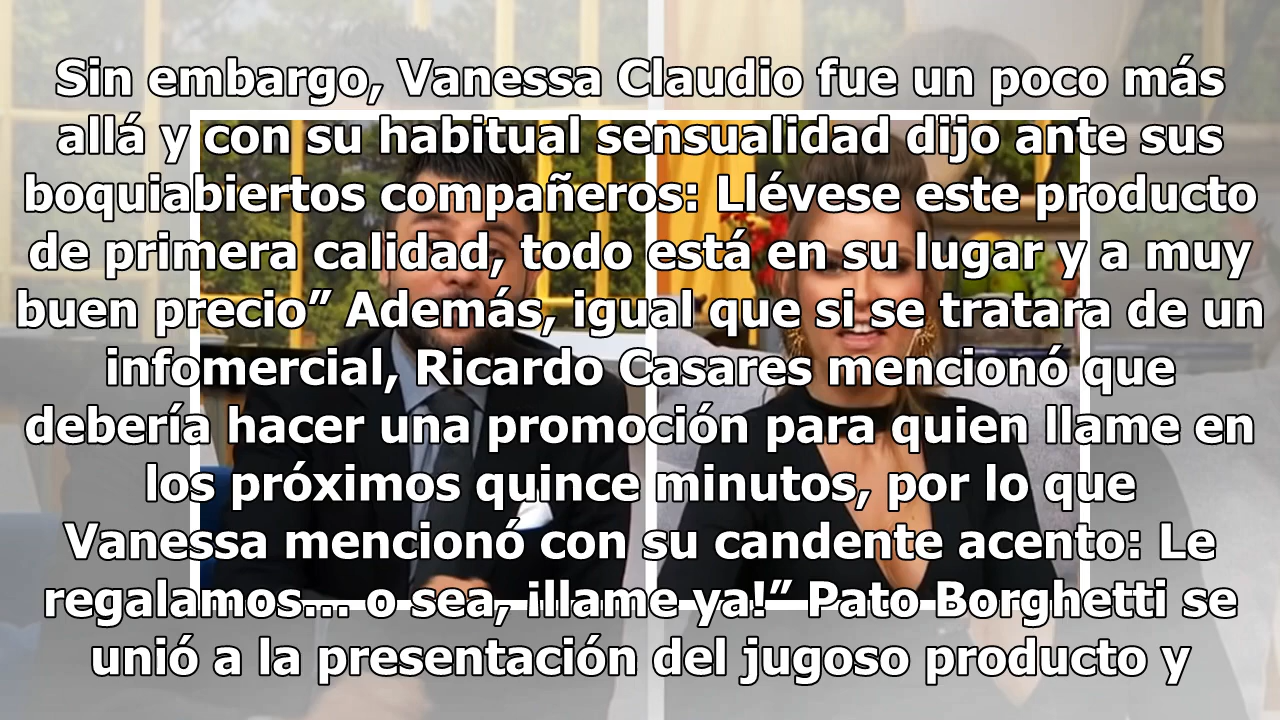 Sin embargo, Vanessa Claudio fue un poco más
allá y con su habitual sensualidad dijo ante sus
boquiabiertos compañeros: Llévese este producto
de primera calidad, todo está en su lugar y a muy
buen precio” Además, igual que si se tratara de un
infomercial, Ricardo Casares mencionó que
debería hacer una promoción para quien llame en
los próximos quince minutos, por lo que
Vanessa mencionó con su candente acento: Le
regalamos... o sea, ¡llame ya!” Pato Borghetti se
unió a la presentación del jugoso producto y